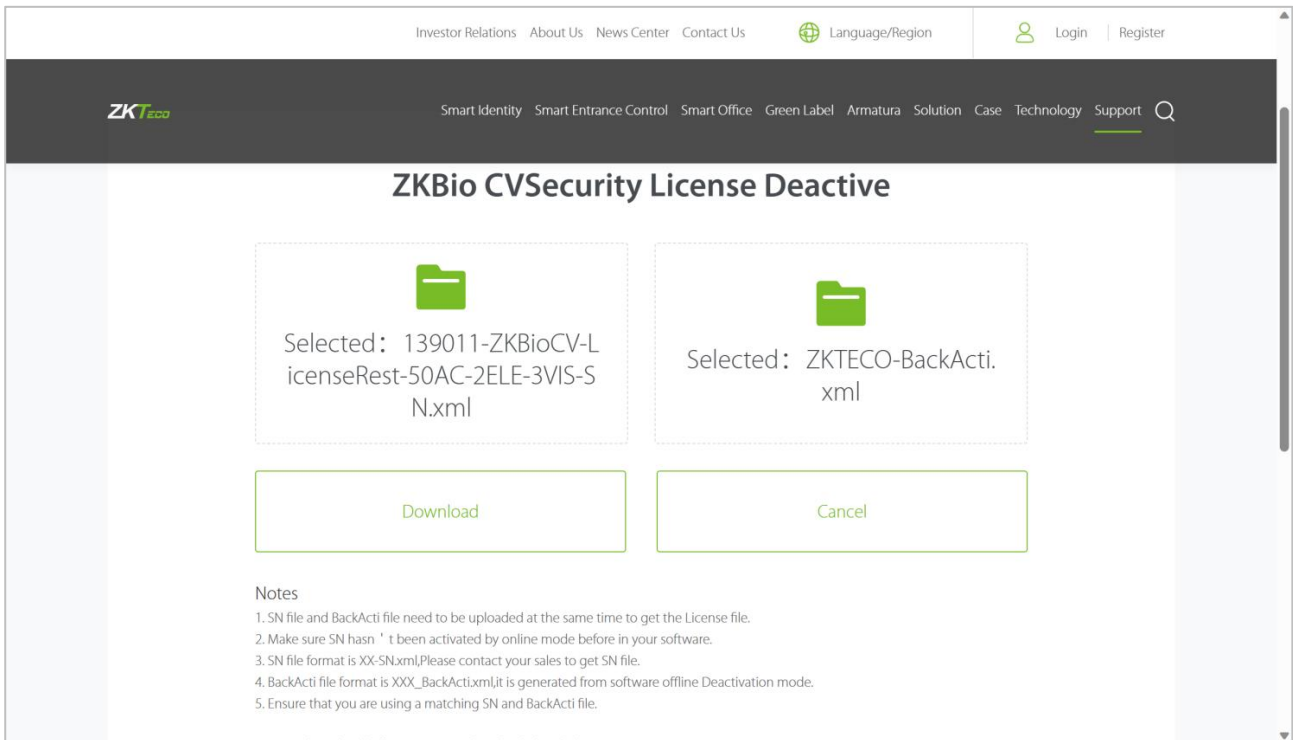 Investor Relations About Us News Center Contact Us Language/Region Login Register
ZKTECO
Smart Identity Smart Entrance Control Smart Office Green Label Armatura Solution Case Technology Support
ZKBio CVSecurity License Deactive
Selected: 139011-ZKBioCV-L
icenseRest-50AC-2ELE-3VIS-S
N.xml
Selected: ZKTECO-BackActi.
xml
Download
Cancel
Notes
1. SN file and BackActi file need to be uploaded at the same time to get the License file.
2. Make sure SN hasn ' t been activated by online mode before in your software.
3. SN file format is XX-SN.xml,Please contact your sales to get SN file.
4. BackActi file format is XXX_BackActi.xml,it is generated from software offline Deactivation mode.
5. Ensure that you are using a matching SN and BackActi file.